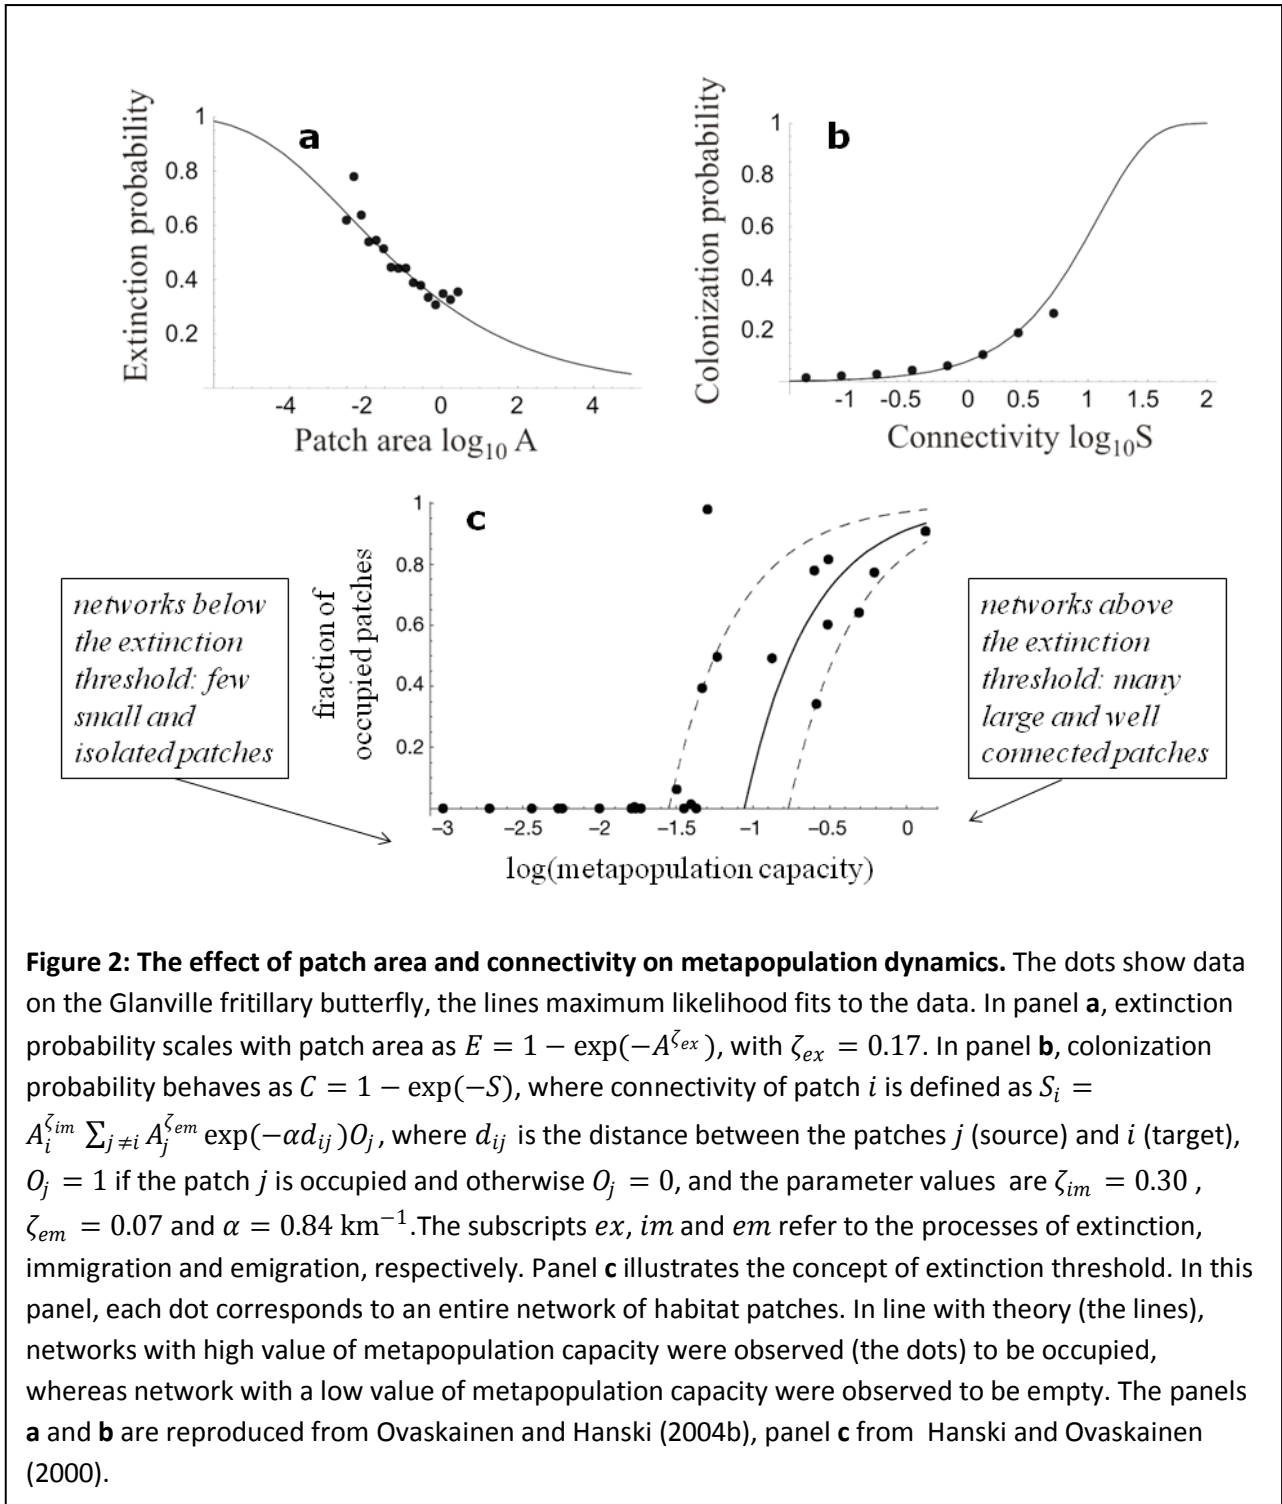 Extinction probability
1
0.8
0.6
0.4
0.2
a
-4 -2 0 2 4
Patch area log₁₀ A
Colonization probability
1
0.8
0.6
0.4
0.2
b
-1 -0.5 0 0.5 1 1.5 2
Connectivity log₁₀S
networks below
the extinction
threshold: few
small and
isolated patches
fraction of
occupied patches
1
0.8
0.6
0.4
0.2
c
−3 −2.5 −2 −1.5 −1 −0.5 0
log(metapopulation capacity)
networks above
the extinction
threshold: many
large and well
connected patches
Figure 2: The effect of patch area and connectivity on metapopulation dynamics. The dots show data
on the Glanville fritillary butterfly, the lines maximum likelihood fits to the data. In panel a, extinction
probability scales with patch area as E = 1 − exp(−A^ζₑₓ), with ζₑₓ = 0.17. In panel b, colonization
probability behaves as C = 1 − exp(−S), where connectivity of patch i is defined as Sᵢ =
Aᵢ^ζᵢₘ ∑ⱼ≠ᵢ Aⱼ^ζₑₘ exp(−αdᵢⱼ)Oⱼ, where dᵢⱼ is the distance between the patches j (source) and i (target),
Oⱼ = 1 if the patch j is occupied and otherwise Oⱼ = 0, and the parameter values are ζᵢₘ = 0.30 ,
ζₑₘ = 0.07 and α = 0.84 km⁻¹.The subscripts ex, im and em refer to the processes of extinction,
immigration and emigration, respectively. Panel c illustrates the concept of extinction threshold. In this
panel, each dot corresponds to an entire network of habitat patches. In line with theory (the lines),
networks with high value of metapopulation capacity were observed (the dots) to be occupied,
whereas network with a low value of metapopulation capacity were observed to be empty. The panels
a and b are reproduced from Ovaskainen and Hanski (2004b), panel c from Hanski and Ovaskainen
(2000).